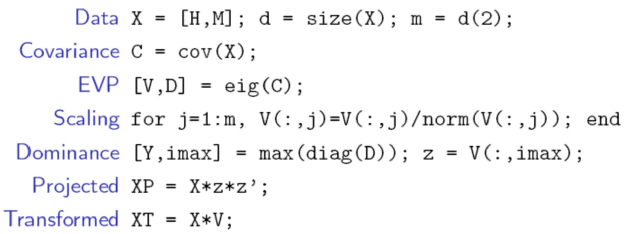 Data X = [H,M]; d = size(X); m = d(2);
Covariance C = cov(X);
EVP [V,D] = eig(C);
Scaling for j=1:m, V(:,j)=V(:,j)/norm(V(:,j)); end
Dominance [Y,imax] = max(diag(D)); z = V(:,imax);
Projected XP = X*z*z';
Transformed XT = X*V;